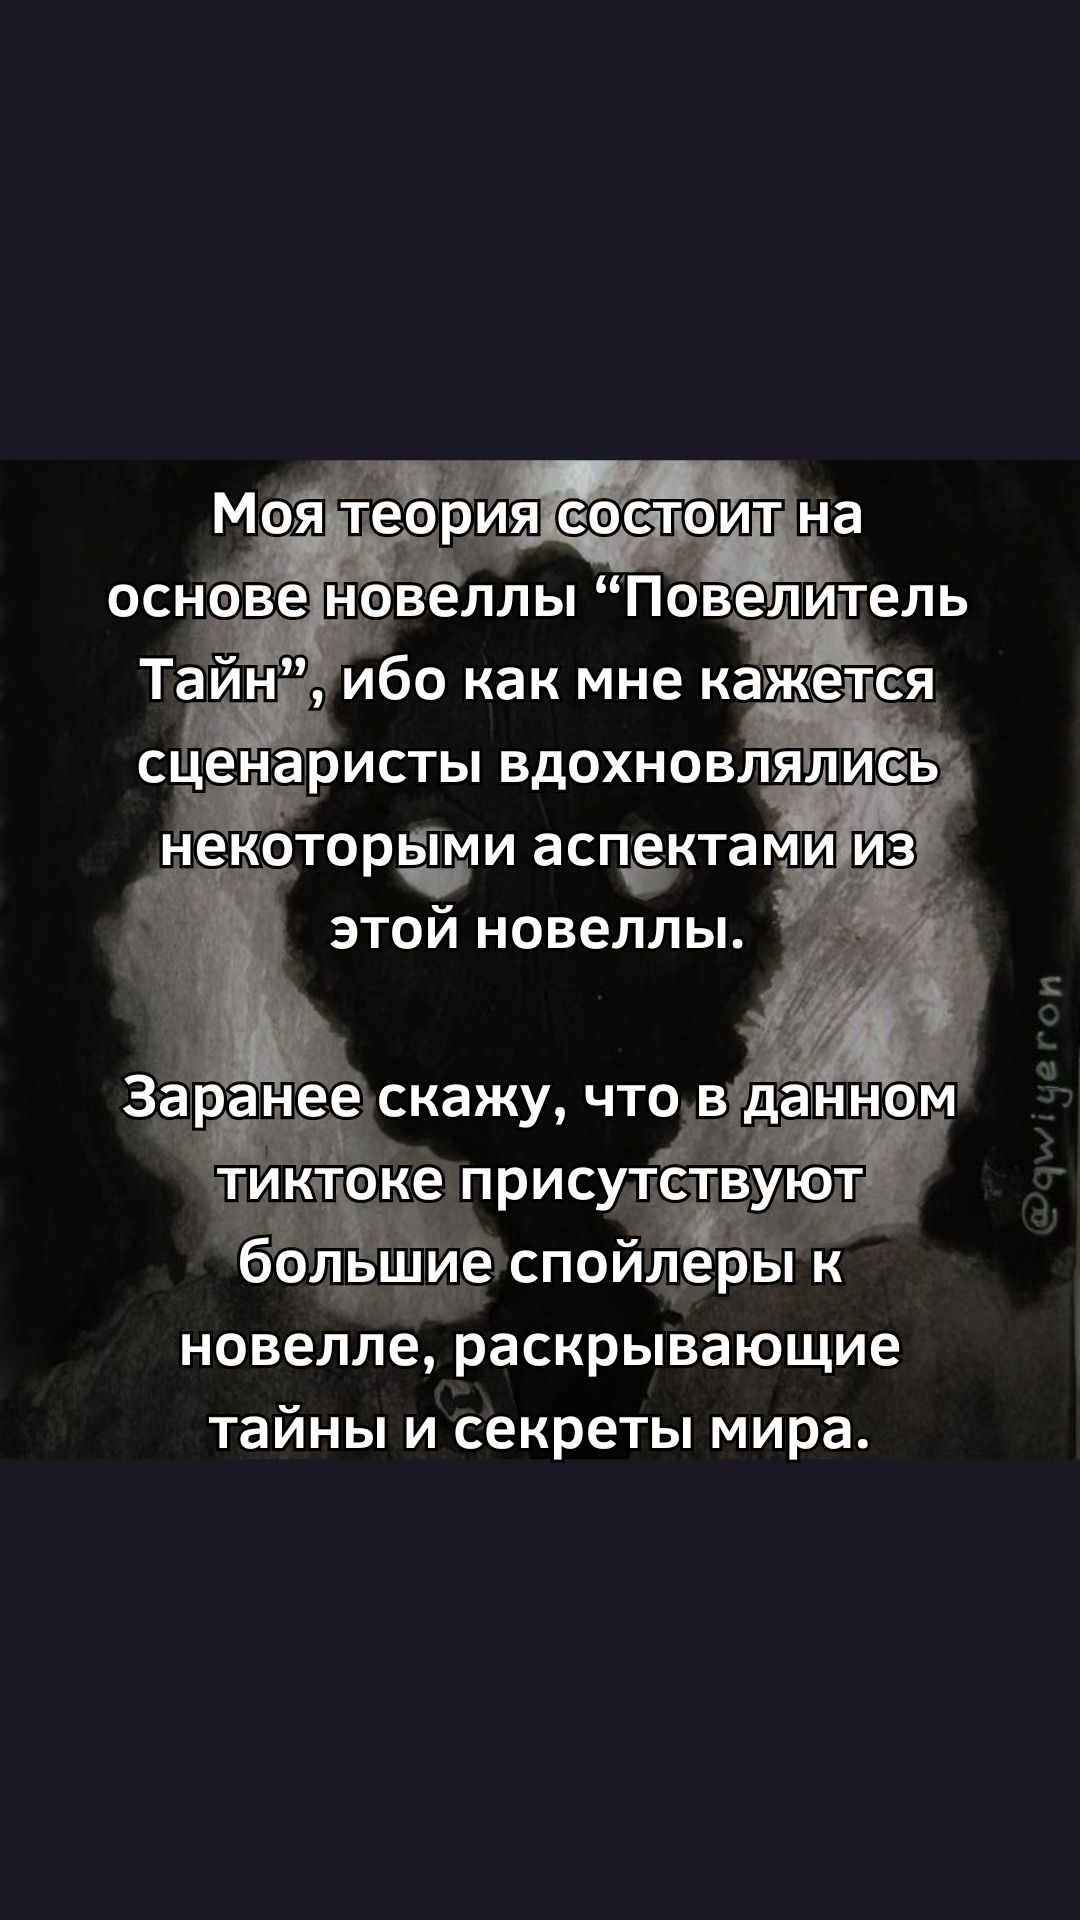 Моя теория состоит на
основе новеллы “Повелитель
Тайн”, ибо как мне кажется
сценаристы вдохновлялись
некоторыми аспектами из
этой новеллы.
Заранее скажу, что в данном
тиктоке присутствуют
большие спойлеры к
новелле, раскрывающие
тайны и секреты мира.
@qwiyeron